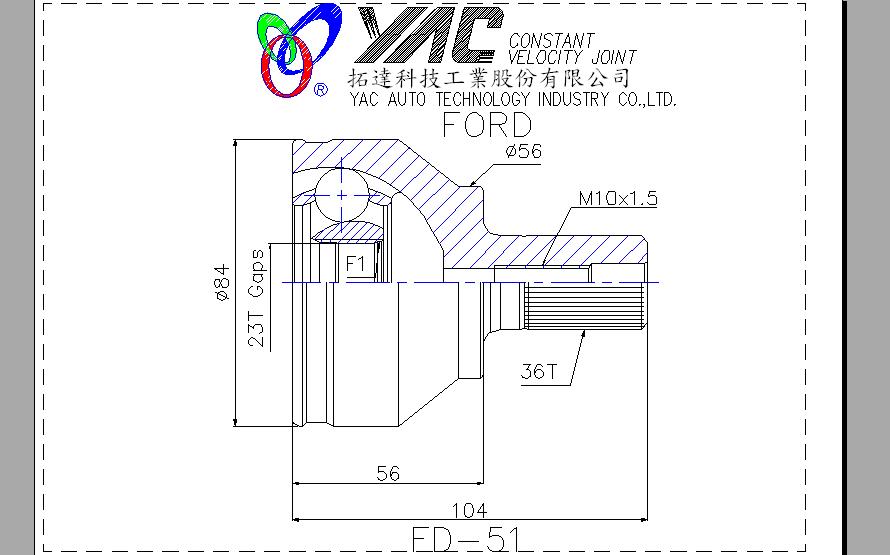 YAC
CONSTANT
VELOCITY JOINT
®
拓達科技工業股份有限公司
YAC AUTO TECHNOLOGY INDUSTRY CO.,LTD.
FORD
ø56
M10x1.5
F1
ø84
23T Gaps
36T
56
104
FD-51